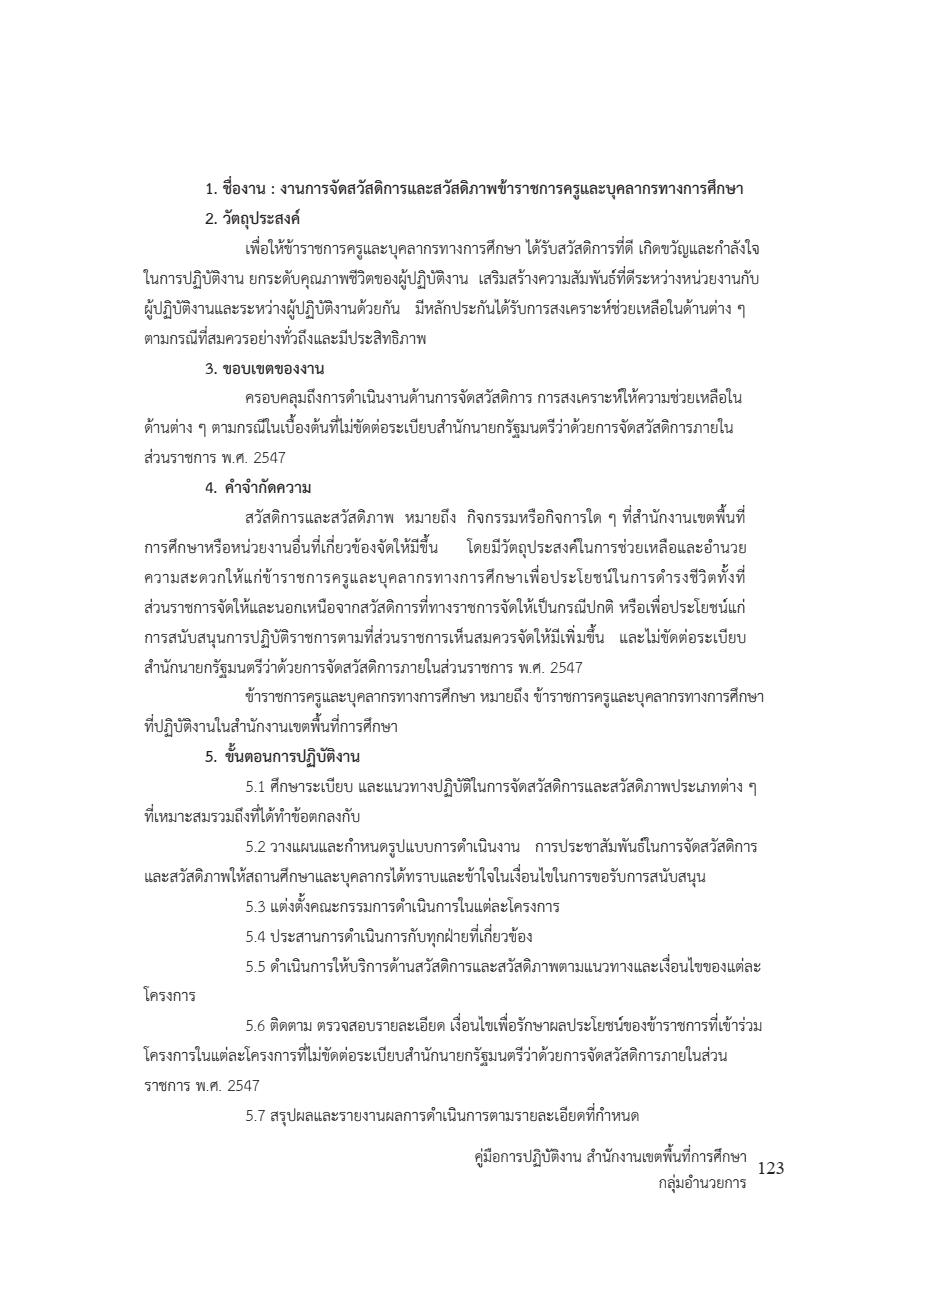 1. ชื่องาน : งานการจัดสวัสดิการและสวัสดิภาพข้าราชการครูและบุคลากรทางการศึกษา
2. วัตถุประสงค์
เพื่อให้ข้าราชการครูและบุคลากรทางการศึกษา ได้รับสวัสดิการที่ดี เกิดขวัญและกำลังใจ
ในการปฏิบัติงาน ยกระดับคุณภาพชีวิตของผู้ปฏิบัติงาน เสริมสร้างความสัมพันธ์ที่ดีระหว่างหน่วยงานกับ
ผู้ปฏิบัติงานและระหว่างผู้ปฏิบัติงานด้วยกัน มีหลักประกันได้รับการสงเคราะห์ช่วยเหลือในด้านต่าง ๆ
ตามกรณีที่สมควรอย่างทั่วถึงและมีประสิทธิภาพ
3. ขอบเขตของงาน
ครอบคลุมถึงการดำเนินงานด้านการจัดสวัสดิการ การสงเคราะห์ให้ความช่วยเหลือใน
ด้านต่าง ๆ ตามกรณีในเบื้องต้นที่ไม่ขัดต่อระเบียบสำนักนายกรัฐมนตรีว่าด้วยการจัดสวัสดิการภายใน
ส่วนราชการ พ.ศ. 2547
4. คำจำกัดความ
สวัสดิการและสวัสดิภาพ หมายถึง กิจกรรมหรือกิจการใด ๆ ที่สำนักงานเขตพื้นที่
การศึกษาหรือหน่วยงานอื่นที่เกี่ยวข้องจัดให้มีขึ้น โดยมีวัตถุประสงค์ในการช่วยเหลือและอำนวย
ความสะดวกให้แก่ข้าราชการครูและบุคลากรทางการศึกษาเพื่อประโยชน์ในการดำรงชีวิตทั้งที่
ส่วนราชการจัดให้และนอกเหนือจากสวัสดิการที่ทางราชการจัดให้เป็นกรณีปกติ หรือเพื่อประโยชน์แก่
การสนับสนุนการปฏิบัติราชการตามที่ส่วนราชการเห็นสมควรจัดให้มีเพิ่มขึ้น และไม่ขัดต่อระเบียบ
สำนักนายกรัฐมนตรีว่าด้วยการจัดสวัสดิการภายในส่วนราชการ พ.ศ. 2547
ข้าราชการครูและบุคลากรทางการศึกษา หมายถึง ข้าราชการครูและบุคลากรทางการศึกษา
ที่ปฏิบัติงานในสำนักงานเขตพื้นที่การศึกษา
5. ขั้นตอนการปฏิบัติงาน
5.1 ศึกษาระเบียบ และแนวทางปฏิบัติในการจัดสวัสดิการและสวัสดิภาพประเภทต่าง ๆ
ที่เหมาะสมรวมถึงที่ได้ทำข้อตกลงกับ
5.2 วางแผนและกำหนดรูปแบบการดำเนินงาน การประชาสัมพันธ์ในการจัดสวัสดิการ
และสวัสดิภาพให้สถานศึกษาและบุคลากรได้ทราบและข้าใจในเงื่อนไขในการขอรับการสนับสนุน
5.3 แต่งตั้งคณะกรรมการดำเนินการในแต่ละโครงการ
5.4 ประสานการดำเนินการกับทุกฝ่ายที่เกี่ยวข้อง
5.5 ดำเนินการให้บริการด้านสวัสดิการและสวัสดิภาพตามแนวทางและเงื่อนไขของแต่ละ
โครงการ
5.6 ติดตาม ตรวจสอบรายละเอียด เงื่อนไขเพื่อรักษาผลประโยชน์ของข้าราชการที่เข้าร่วม
โครงการในแต่ละโครงการที่ไม่ขัดต่อระเบียบสำนักนายกรัฐมนตรีว่าด้วยการจัดสวัสดิการภายในส่วน
ราชการ พ.ศ. 2547
5.7 สรุปผลและรายงานผลการดำเนินการตามรายละเอียดที่กำหนด
คู่มือการปฏิบัติงาน สำนักงานเขตพื้นที่การศึกษา
123
กลุ่มอำนวยการ